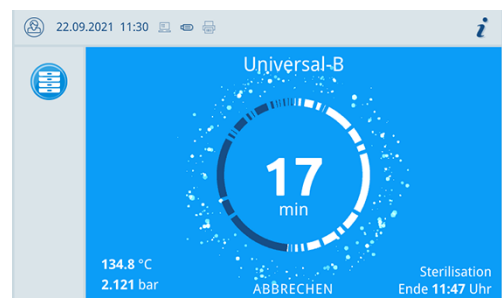 22.09.2021 11:30
i
Universal-B
17
min
134.8 °C
2.121 bar
ABBRECHEN
Sterilisation
Ende 11:47 Uhr